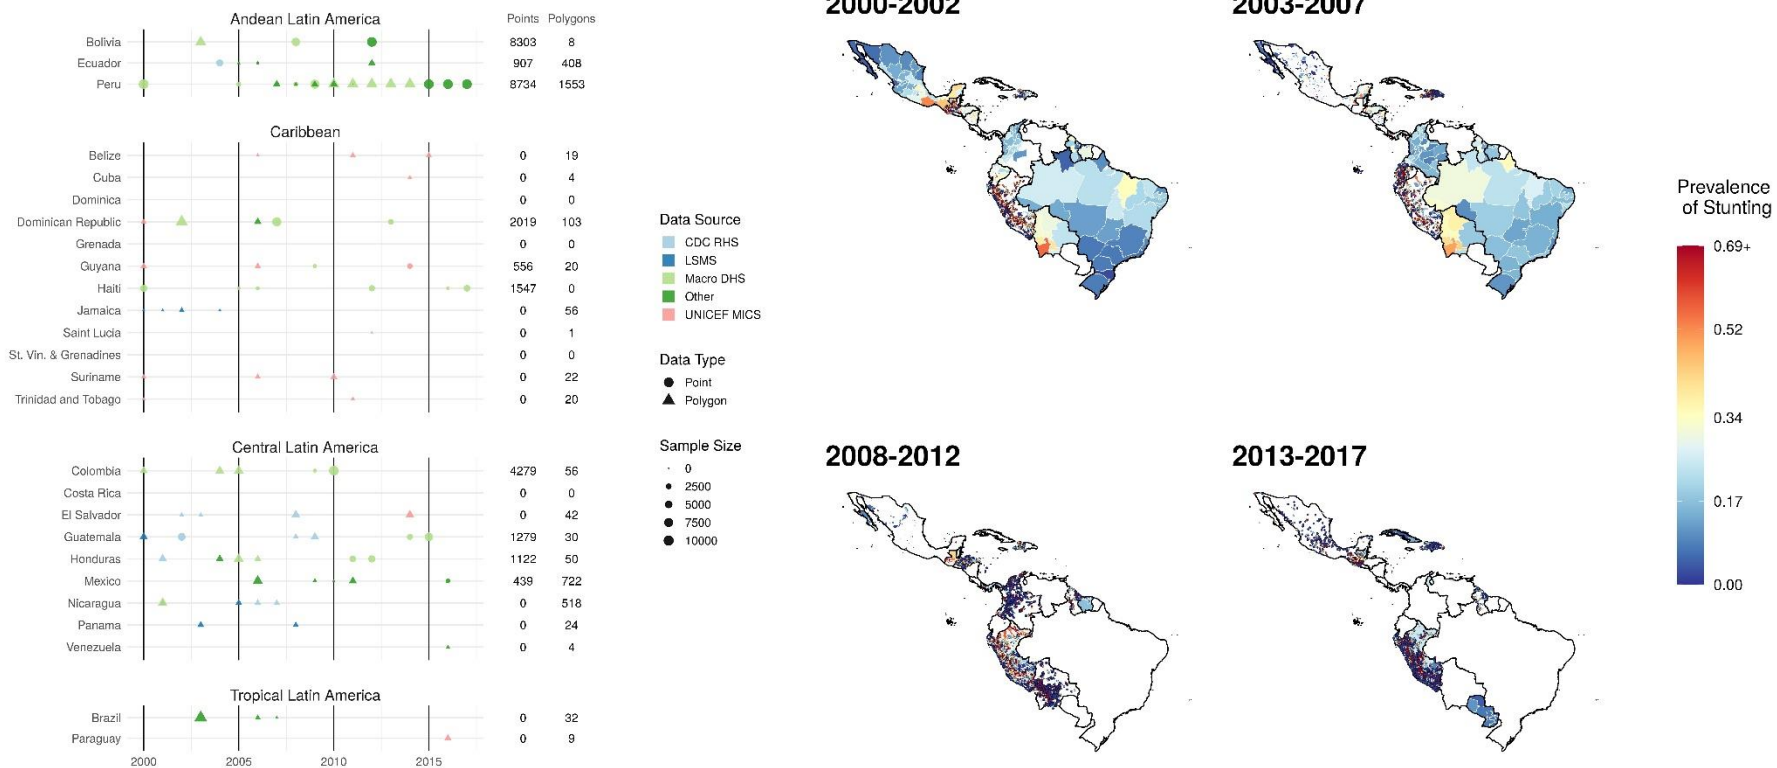 Andean Latin America Points Polygons
Bolivia 8303 8
Ecuador 907 408
Peru 8734 1553
Caribbean
Belize 0 19
Cuba 0 4
Dominica 0 0
Dominican Republic 2019 103
Grenada 0 0
Guyana 556 20
Haiti 1547 0
Jamaica 0 56
Saint Lucia 0 1
St. Vin. & Grenadines 0 0
Suriname 0 22
Trinidad and Tobago 0 20
Central Latin America
Colombia 4279 56
Costa Rica 0 0
El Salvador 0 42
Guatemala 1279 30
Honduras 1122 50
Mexico 439 722
Nicaragua 0 518
Panama 0 24
Venezuela 0 4
Tropical Latin America
Brazil 0 32
Paraguay 0 9
2000 2005 2010 2015
Data Source
CDC RHS
LSMS
Macro DHS
Other
UNICEF MICS
Data Type
Point
Polygon
Sample Size
0
2500
5000
7500
10000
2000-2002
2003-2007
2008-2012
2013-2017
Prevalence
of Stunting
0.69+
0.52
0.34
0.17
0.00